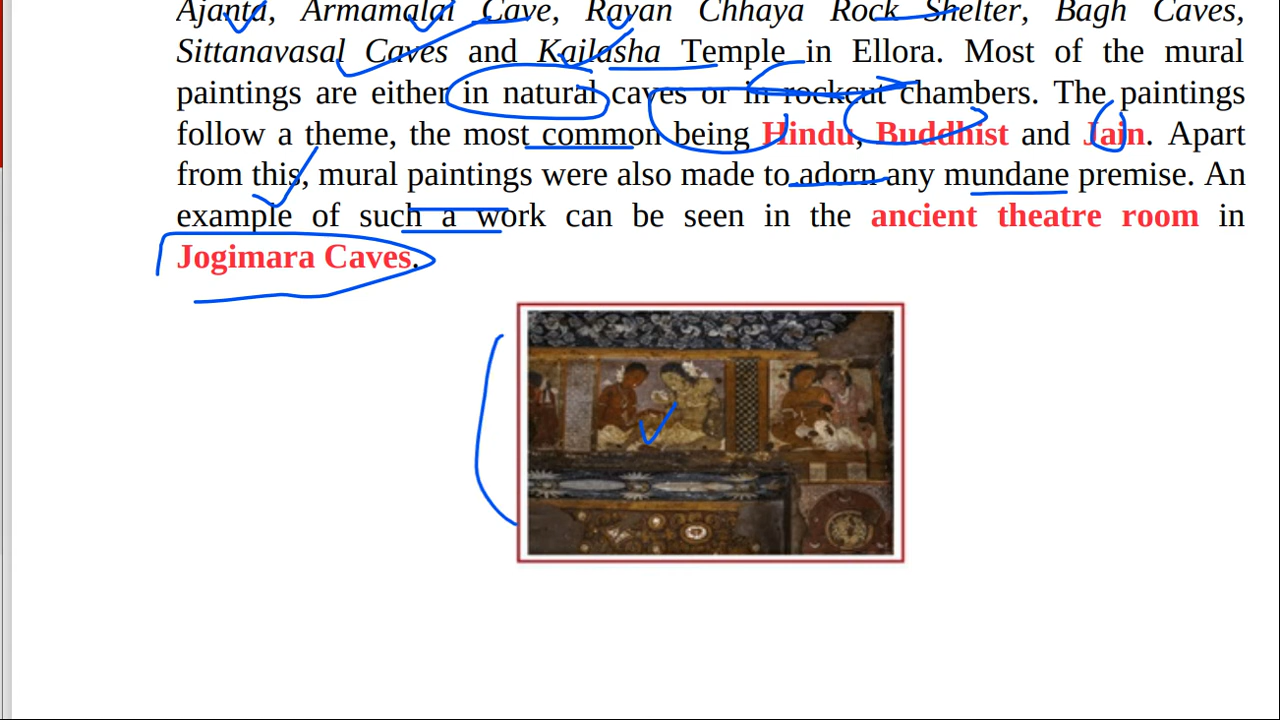 Ajanta, Armamalai Cave, Ravan Chhaya Rock Shelter, Bagh Caves,
Sittanavasal Caves and Kailasha Temple in Ellora. Most of the mural
paintings are either in natural caves or in rockcut chambers. The paintings
follow a theme, the most common being Hindu, Buddhist and Jain. Apart
from this, mural paintings were also made to adorn any mundane premise. An
example of such a work can be seen in the ancient theatre room in
Jogimara Caves.